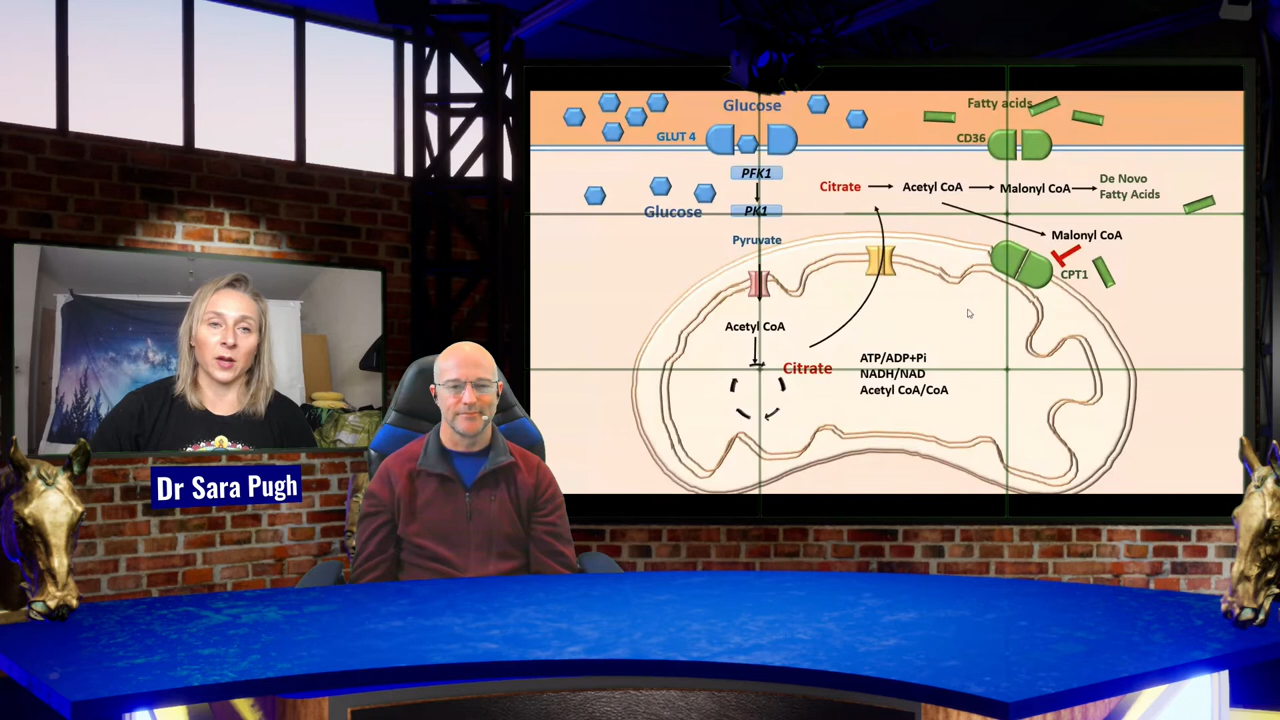 Glucose
Fatty acids
GLUT 4
CD36
PFK1
Citrate
Acetyl CoA
Malonyl CoA
De Novo
Fatty Acids
Glucose
PK1
Pyruvate
Malonyl CoA
CPT1
Acetyl CoA
Citrate
ATP/ADP+Pi
NADH/NAD
Acetyl CoA/CoA
Dr Sara Pugh